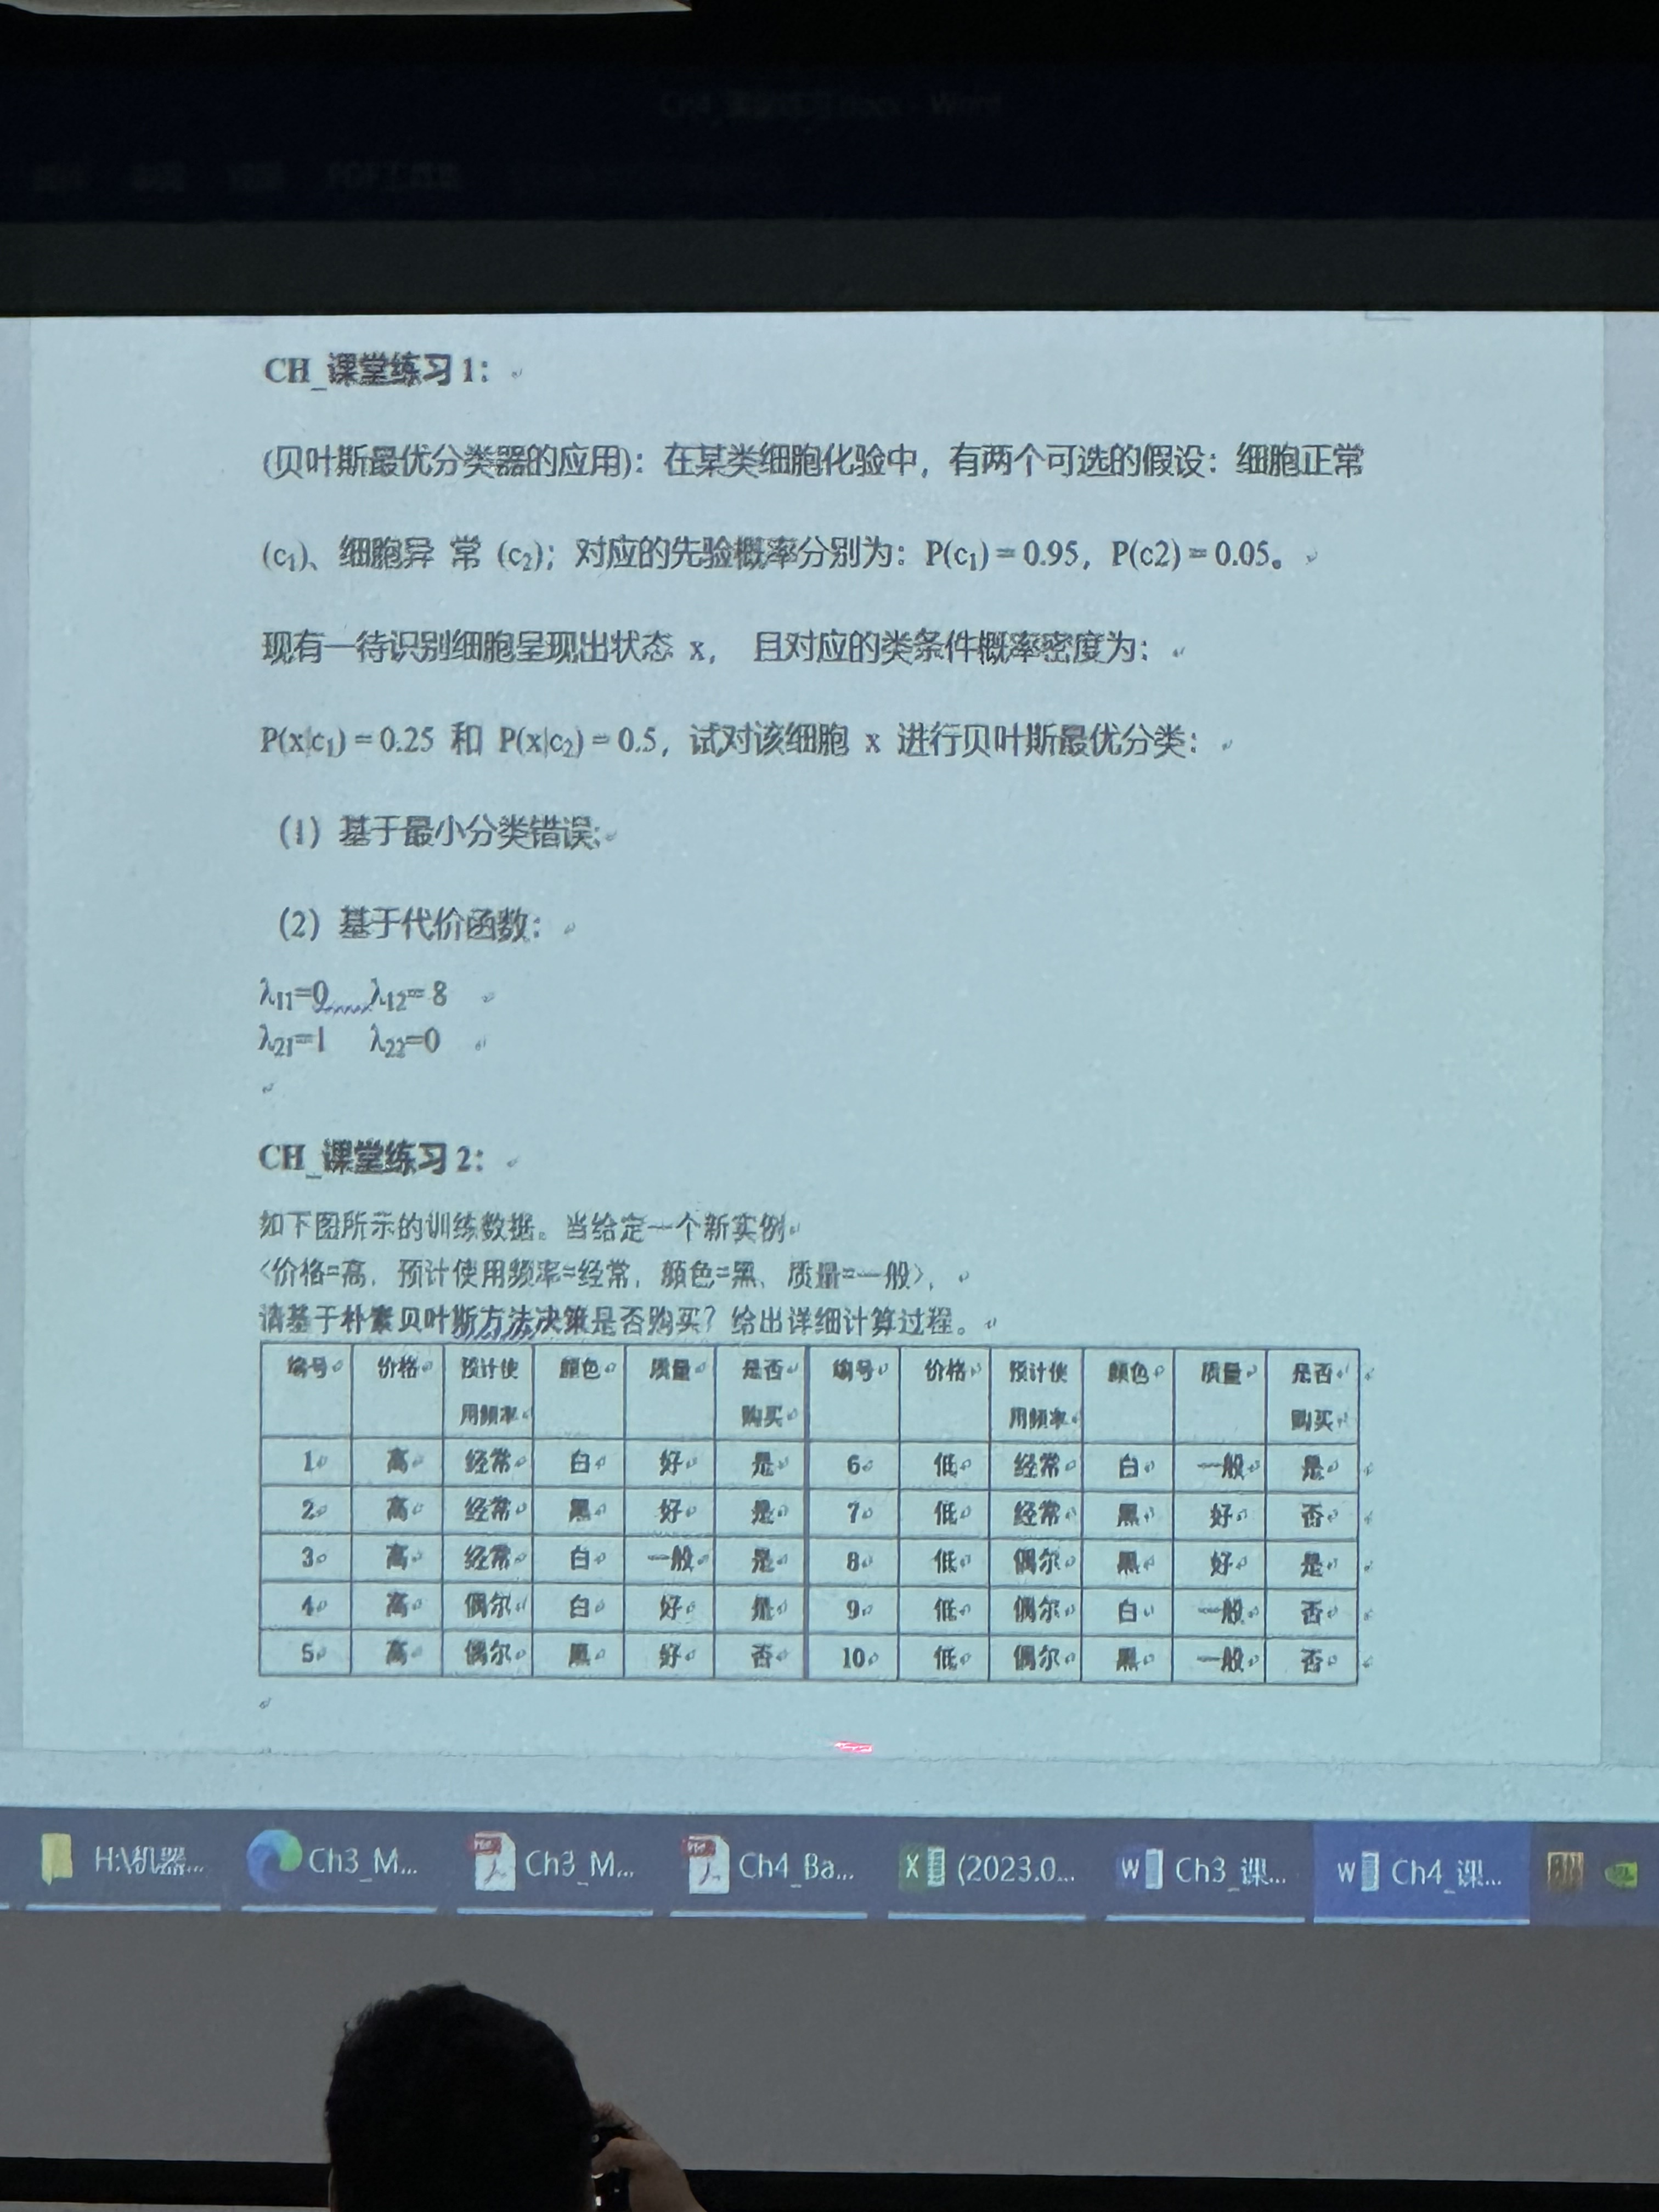 CH_课堂练习 1：
(贝叶斯最优分类器的应用)：在某类细胞化验中，有两个可选的假设：细胞正常
(c₁)、细胞异 常 (c₂)；对应的先验概率分别为：P(c₁) = 0.95，P(c2) = 0.05。
现有一待识别细胞呈现出状态 x， 且对应的类条件概率密度为：
P(x|c₁) = 0.25 和 P(x|c₂) = 0.5，试对该细胞 x 进行贝叶斯最优分类：
（1）基于最小分类错误;
（2）基于代价函数：
λ₁₁=0 λ₁₂= 8
λ₂₁=1 λ₂₂=0
CH_课堂练习 2：
如下图所示的训练数据。当给定一个新实例
<价格=高，预计使用频率=经常，颜色=黑、质量=一般>，
请基于朴素贝叶斯方法决策是否购买？给出详细计算过程。
编号 价格 预计使用频率 颜色 质量 是否购买 编号 价格 预计使用频率 颜色 质量 是否购买
1 高 经常 白 好 是 6 低 经常 白 一般 是
2 高 经常 黑 好 是 7 低 经常 黑 好 否
3 高 经常 白 一般 是 8 低 偶尔 黑 好 是
4 高 偶尔 白 好 是 9 低 偶尔 白 一般 否
5 高 偶尔 黑 好 否 10 低 偶尔 黑 一般 否
H:\机器... Ch3_M... Ch3_M... Ch4_Ba... (2023.0... Ch3_课... Ch4_课...